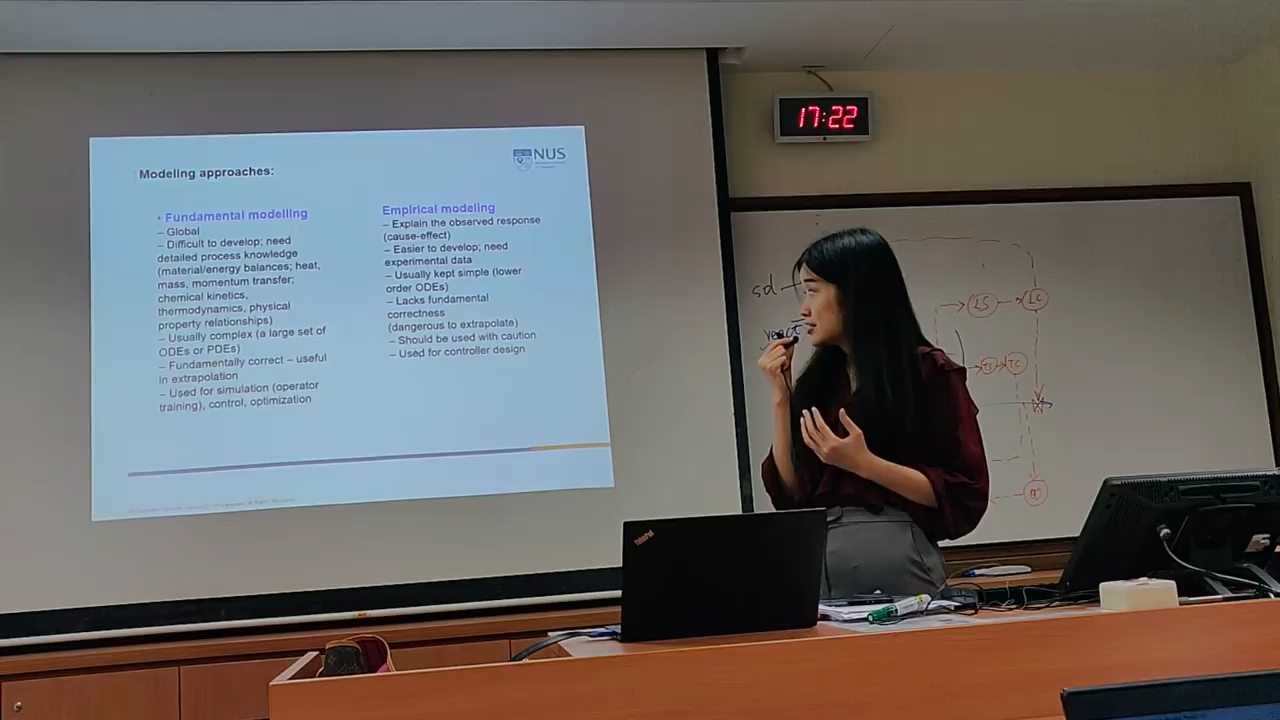 17:22
NUS
Modeling approaches:
• Fundamental modelling
– Global
– Difficult to develop; need
detailed process knowledge
(material/energy balances; heat,
mass, momentum transfer;
chemical kinetics,
thermodynamics, physical
property relationships)
– Usually complex (a large set of
ODEs or PDEs)
– Fundamentally correct – useful
in extrapolation
– Used for simulation (operator
training), control, optimization
Empirical modeling
– Explain the observed response
(cause-effect)
– Easier to develop; need
experimental data
– Usually kept simple (lower
order ODEs)
– Lacks fundamental
correctness
(dangerous to extrapolate)
– Should be used with caution
– Used for controller design
sd
LS
LC
react
TS
TC
ThinkPad